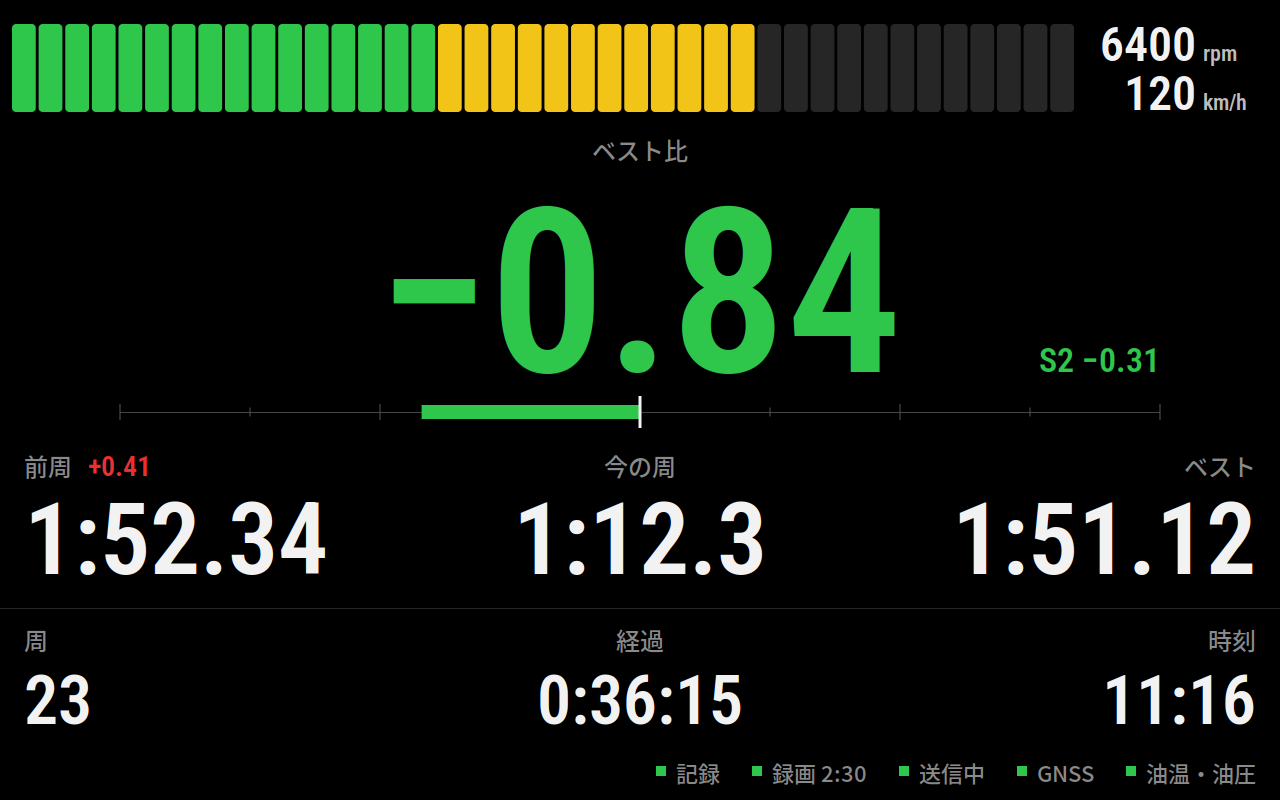 6400 rpm
120 km/h
ベスト比
−0.84
S2 −0.31
前周 +0.41 今の周 ベスト
1:52.34 1:12.3 1:51.12
周 経過 時刻
23 0:36:15 11:16
記録 録画 2:30 送信中 GNSS 油温・油圧